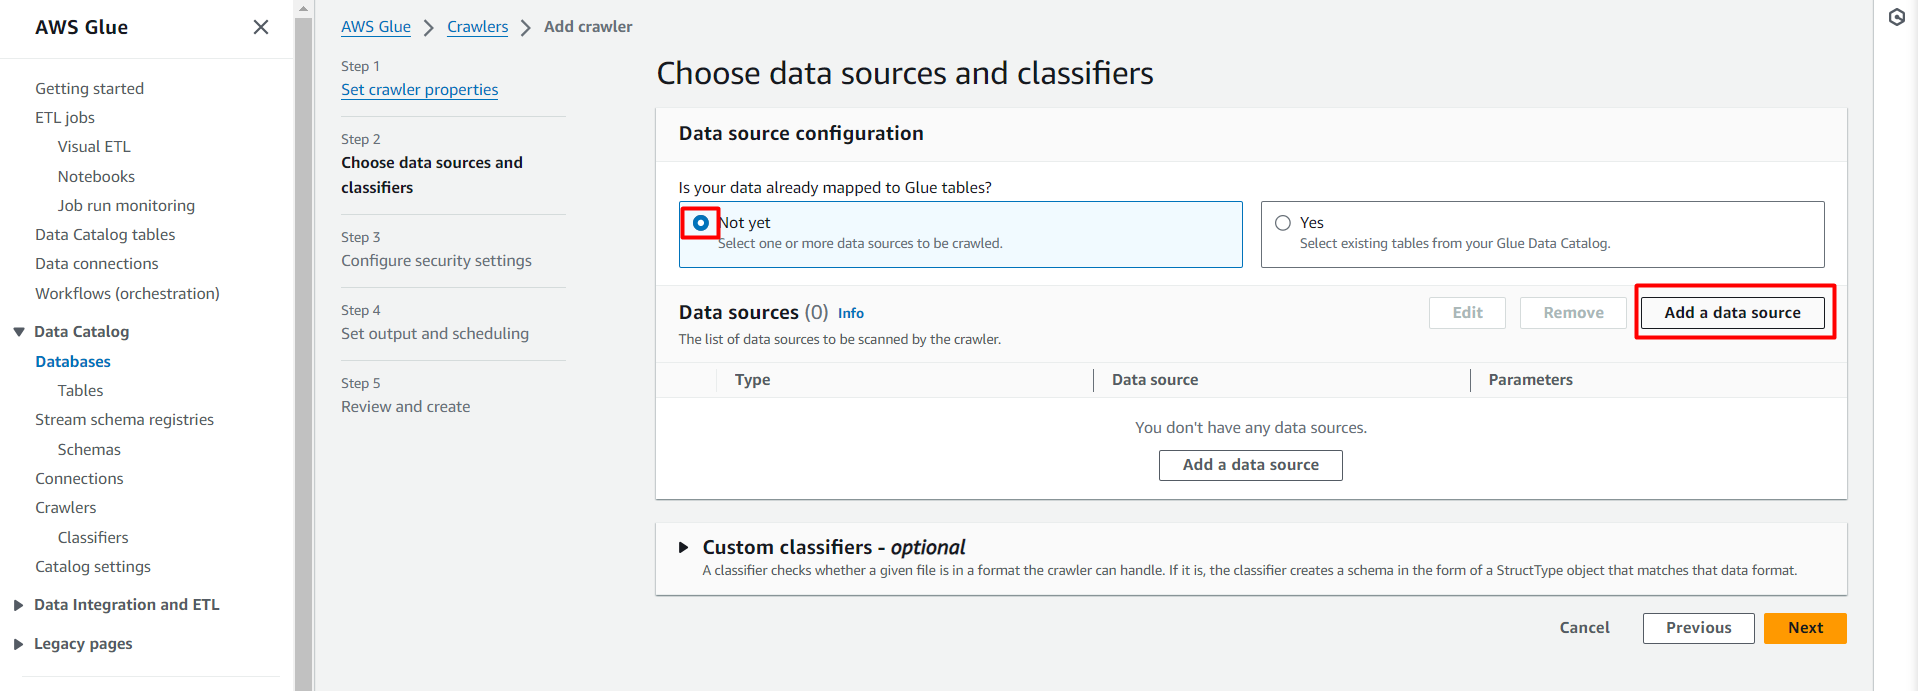 AWS Glue
Getting started
ETL jobs
Visual ETL
Notebooks
Job run monitoring
Data Catalog tables
Data connections
Workflows (orchestration)
Data Catalog
Databases
Tables
Stream schema registries
Schemas
Connections
Crawlers
Classifiers
Catalog settings
Data Integration and ETL
Legacy pages
AWS Glue > Crawlers > Add crawler
Step 1
Set crawler properties
Step 2
Choose data sources and
classifiers
Step 3
Configure security settings
Step 4
Set output and scheduling
Step 5
Review and create
Choose data sources and classifiers
Data source configuration
Is your data already mapped to Glue tables?
Not yet
Select one or more data sources to be crawled.
Yes
Select existing tables from your Glue Data Catalog.
Data sources (0) Info
The list of data sources to be scanned by the crawler.
Edit
Remove
Add a data source
Type
Data source
Parameters
You don't have any data sources.
Add a data source
Custom classifiers - optional
A classifier checks whether a given file is in a format the crawler can handle. If it is, the classifier creates a schema in the form of a StructType object that matches that data format.
Cancel
Previous
Next